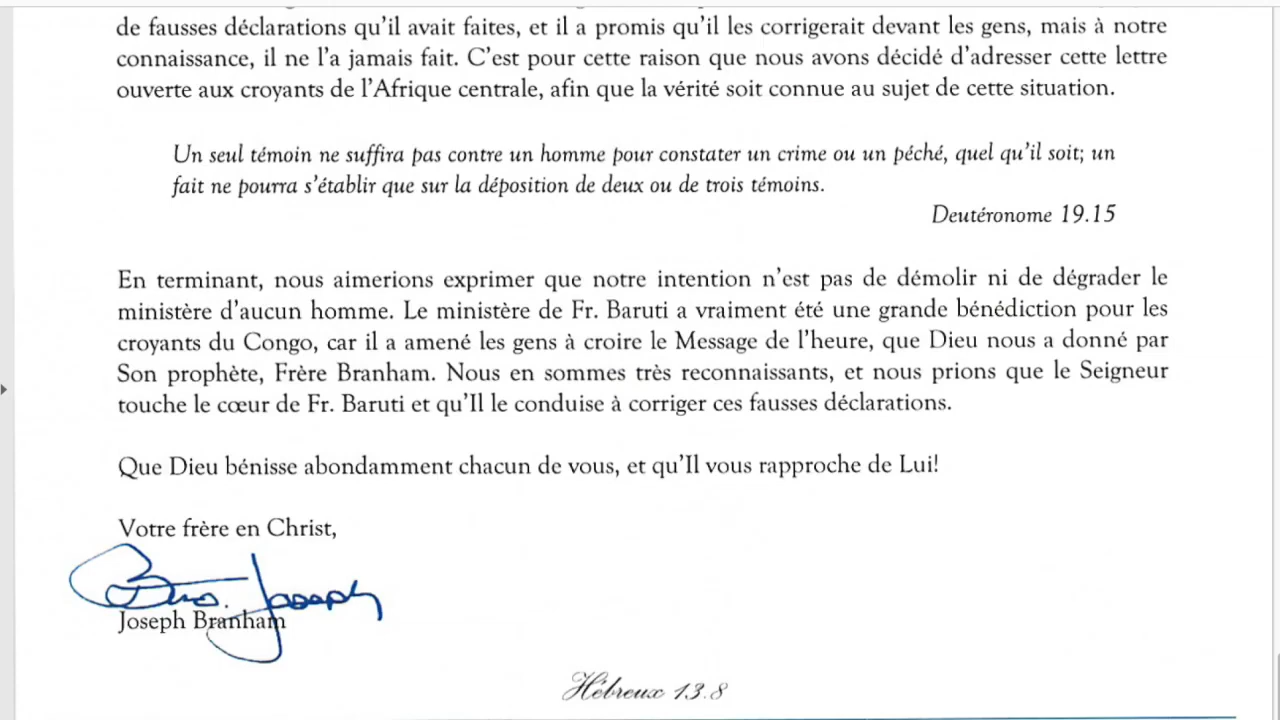 de fausses déclarations qu'il avait faites, et il a promis qu'il les corrigerait devant les gens, mais à notre
connaissance, il ne l'a jamais fait. C'est pour cette raison que nous avons décidé d'adresser cette lettre
ouverte aux croyants de l'Afrique centrale, afin que la vérité soit connue au sujet de cette situation.
Un seul témoin ne suffira pas contre un homme pour constater un crime ou un péché, quel qu'il soit; un
fait ne pourra s'établir que sur la déposition de deux ou de trois témoins.
Deutéronome 19.15
En terminant, nous aimerions exprimer que notre intention n'est pas de démolir ni de dégrader le
ministère d'aucun homme. Le ministère de Fr. Baruti a vraiment été une grande bénédiction pour les
croyants du Congo, car il a amené les gens à croire le Message de l'heure, que Dieu nous a donné par
Son prophète, Frère Branham. Nous en sommes très reconnaissants, et nous prions que le Seigneur
touche le cœur de Fr. Baruti et qu'Il le conduise à corriger ces fausses déclarations.
Que Dieu bénisse abondamment chacun de vous, et qu'Il vous rapproche de Lui!
Votre frère en Christ,
Bro. Joseph
Joseph Branham
Hébreux 13.8